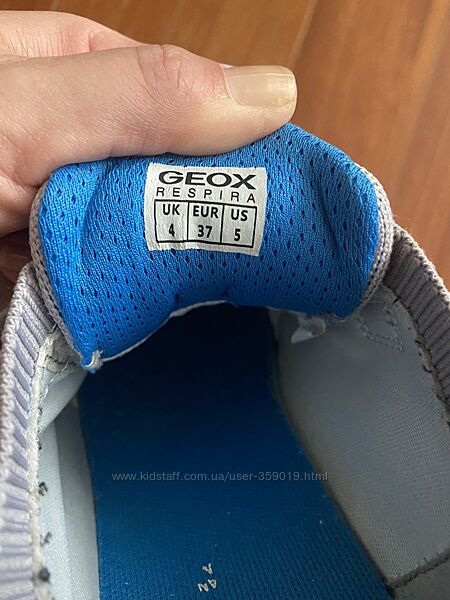 GEOX
RESPIRA
UK EUR US
4 37 5
www.kidstaff.com.ua/user-359019.html